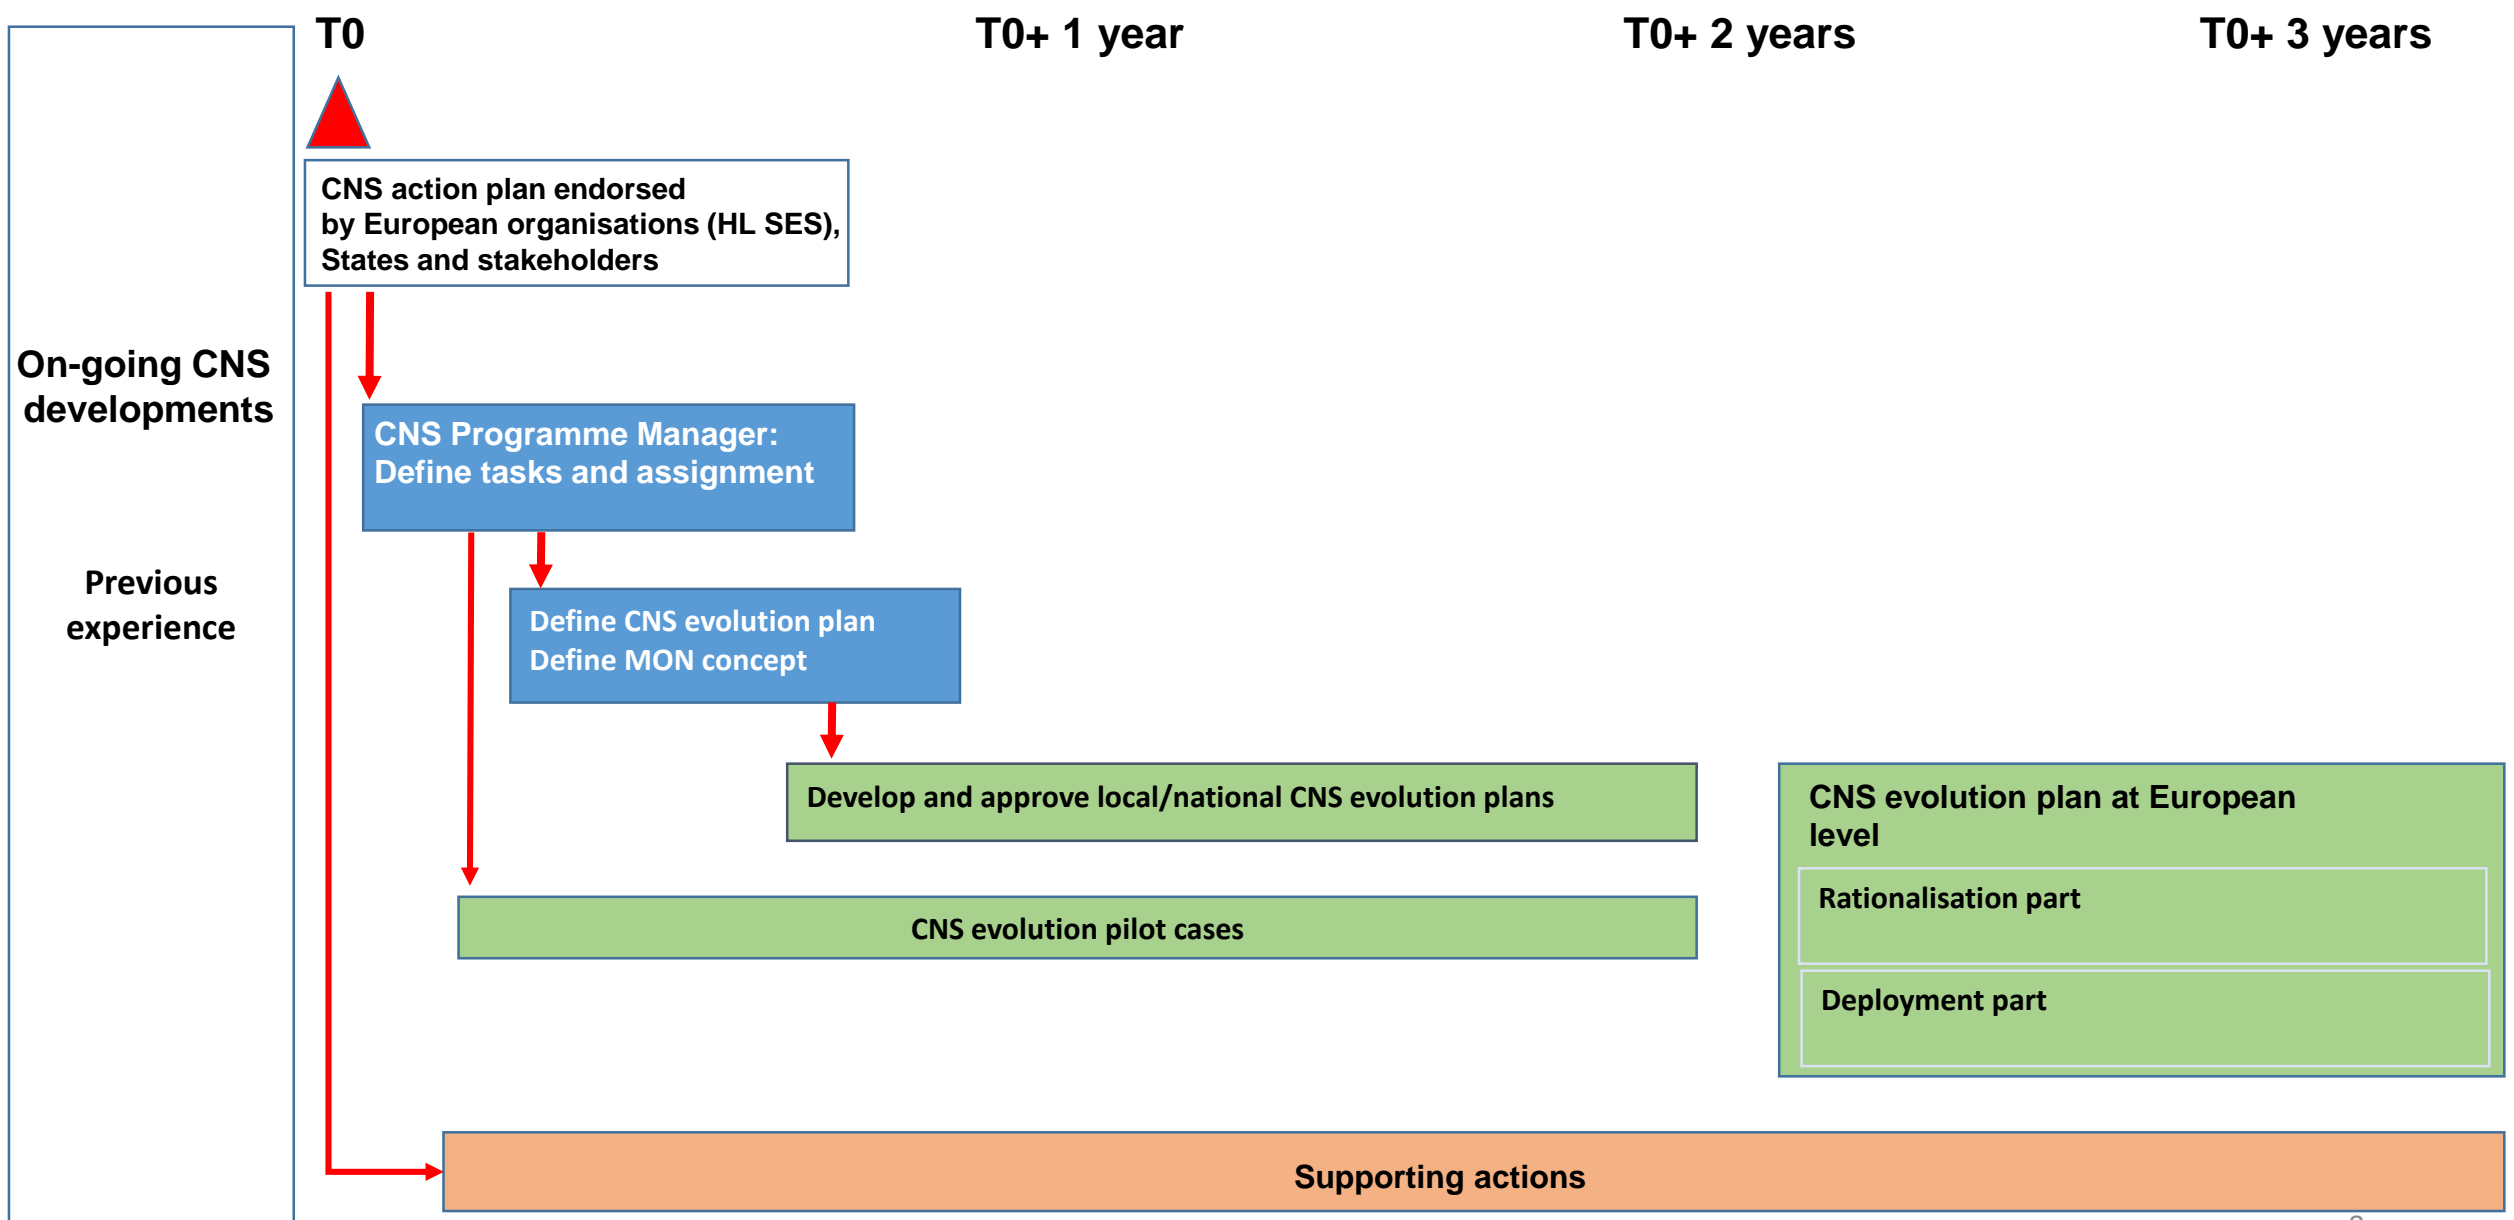 T0
T0+ 1 year
T0+ 2 years
T0+ 3 years
CNS action plan endorsed
by European organisations (HL SES),
States and stakeholders
On-going CNS
developments
Previous
experience
CNS Programme Manager:
Define tasks and assignment
Define CNS evolution plan
Define MON concept
Develop and approve local/national CNS evolution plans
CNS evolution pilot cases
CNS evolution plan at European
level
Rationalisation part
Deployment part
Supporting actions